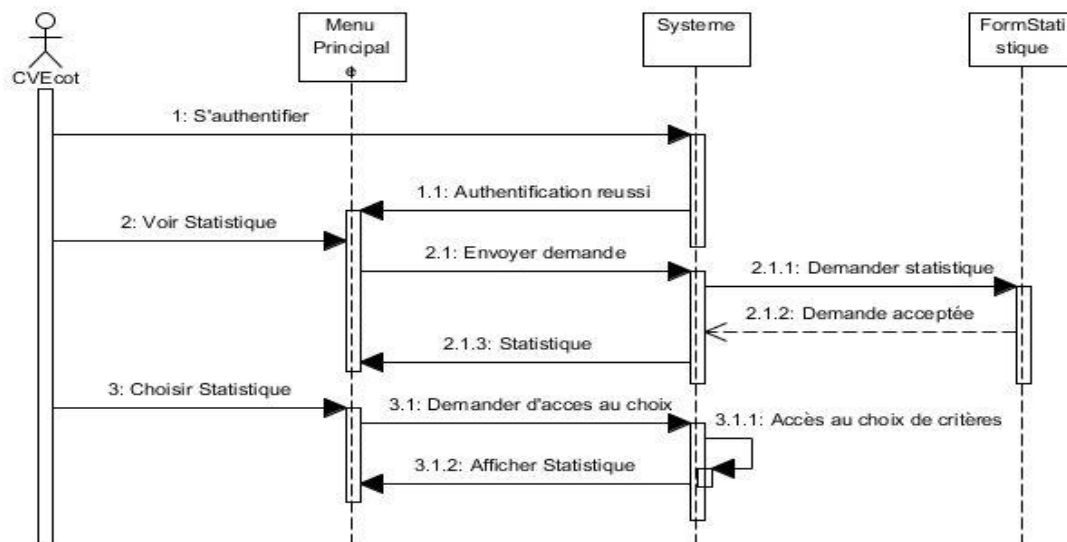 CVEcot
Menu
Principal
e
Systeme
FormStati
stique
1: S'authentifier
1.1: Authentification reussi
2: Voir Statistique
2.1: Envoyer demande
2.1.1: Demander statistique
2.1.2: Demande acceptée
2.1.3: Statistique
3: Choisir Statistique
3.1: Demander d'acces au choix
3.1.1: Accès au choix de critères
3.1.2: Afficher Statistique